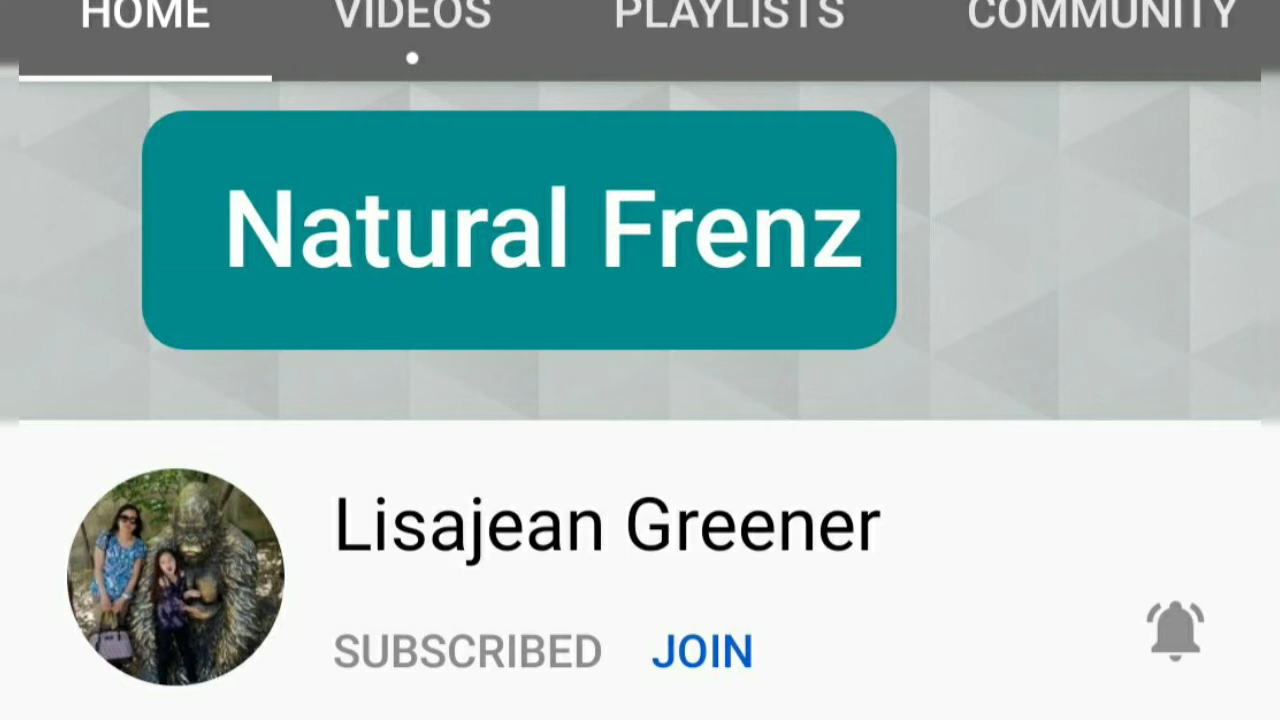 HOME VIDEOS PLAYLISTS COMMUNITY
Natural Frenz
Lisajean Greener
SUBSCRIBED JOIN